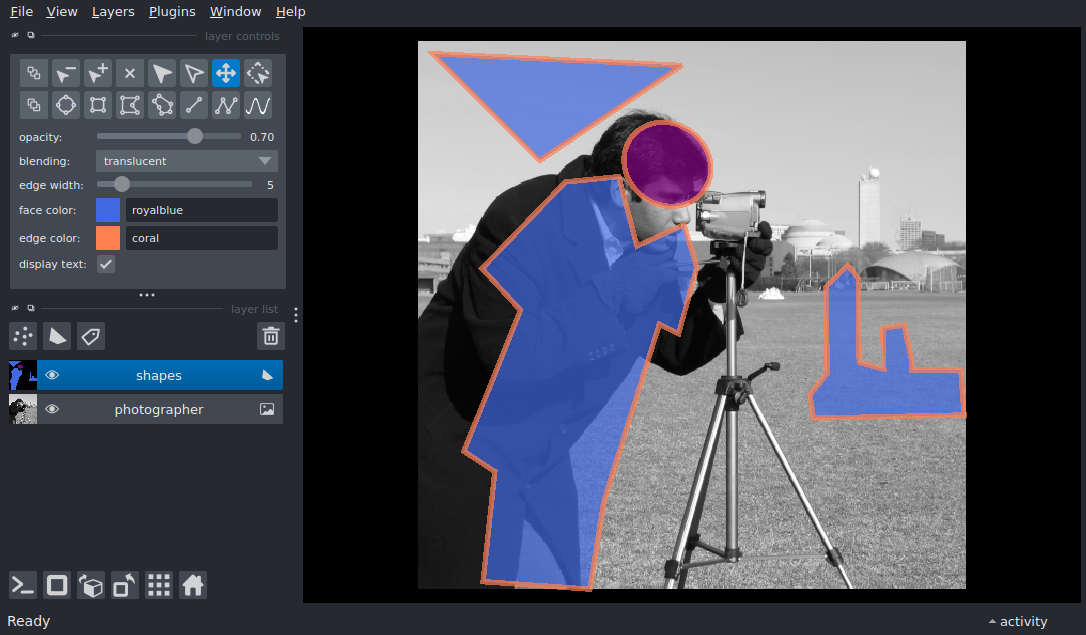 File View Layers Plugins Window Help
layer controls
opacity: 0.70
blending: translucent
edge width: 5
face color: royalblue
edge color: coral
display text:
layer list
shapes
photographer
Ready
activity